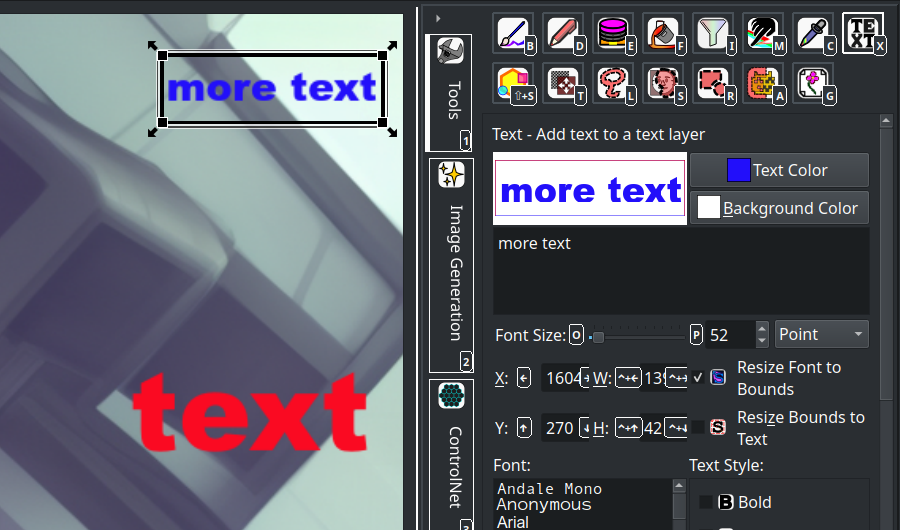 more text
text
Tools
1
Image Generation
2
ControlNet
B
D
E
F
I
M
C
TEXT
X
⇧+S
T
L
S
R
A
G
Text - Add text to a text layer
more text
Text Color
Background Color
more text
Font Size:
O
P
52
Point
X:
1604
W:
Resize Font to
Bounds
Y:
270
H:
42
Resize Bounds to
Text
Font:
Text Style:
Andale Mono
Anonymous
Arial
B
Bold